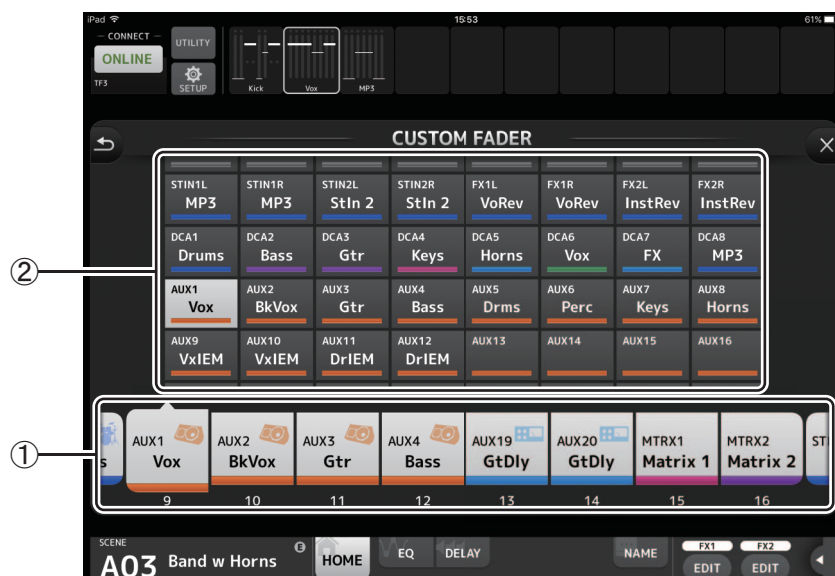 iPad 15:53 61%
CONNECT
ONLINE
TF3
UTILITY
SETUP
Kick Vox MP3
CUSTOM FADER
STIN1L STIN1R STIN2L STIN2R FX1L FX1R FX2L FX2R
MP3 MP3 StIn 2 StIn 2 VoRev VoRev InstRev InstRev
DCA1 DCA2 DCA3 DCA4 DCA5 DCA6 DCA7 DCA8
Drums Bass Gtr Keys Horns Vox FX MP3
②
AUX1 AUX2 AUX3 AUX4 AUX5 AUX6 AUX7 AUX8
Vox BkVox Gtr Bass Drms Perc Keys Horns
AUX9 AUX10 AUX11 AUX12 AUX13 AUX14 AUX15 AUX16
VxIEM VxIEM DrIEM DrIEM
①
AUX1 AUX2 AUX3 AUX4 AUX19 AUX20 MTRX1 MTRX2 ST
s Vox BkVox Gtr Bass GtDly GtDly Matrix 1 Matrix 2
9 10 11 12 13 14 15 16
SCENE
A03 Band w Horns E
HOME EQ DELAY NAME
FX1 FX2
EDIT EDIT